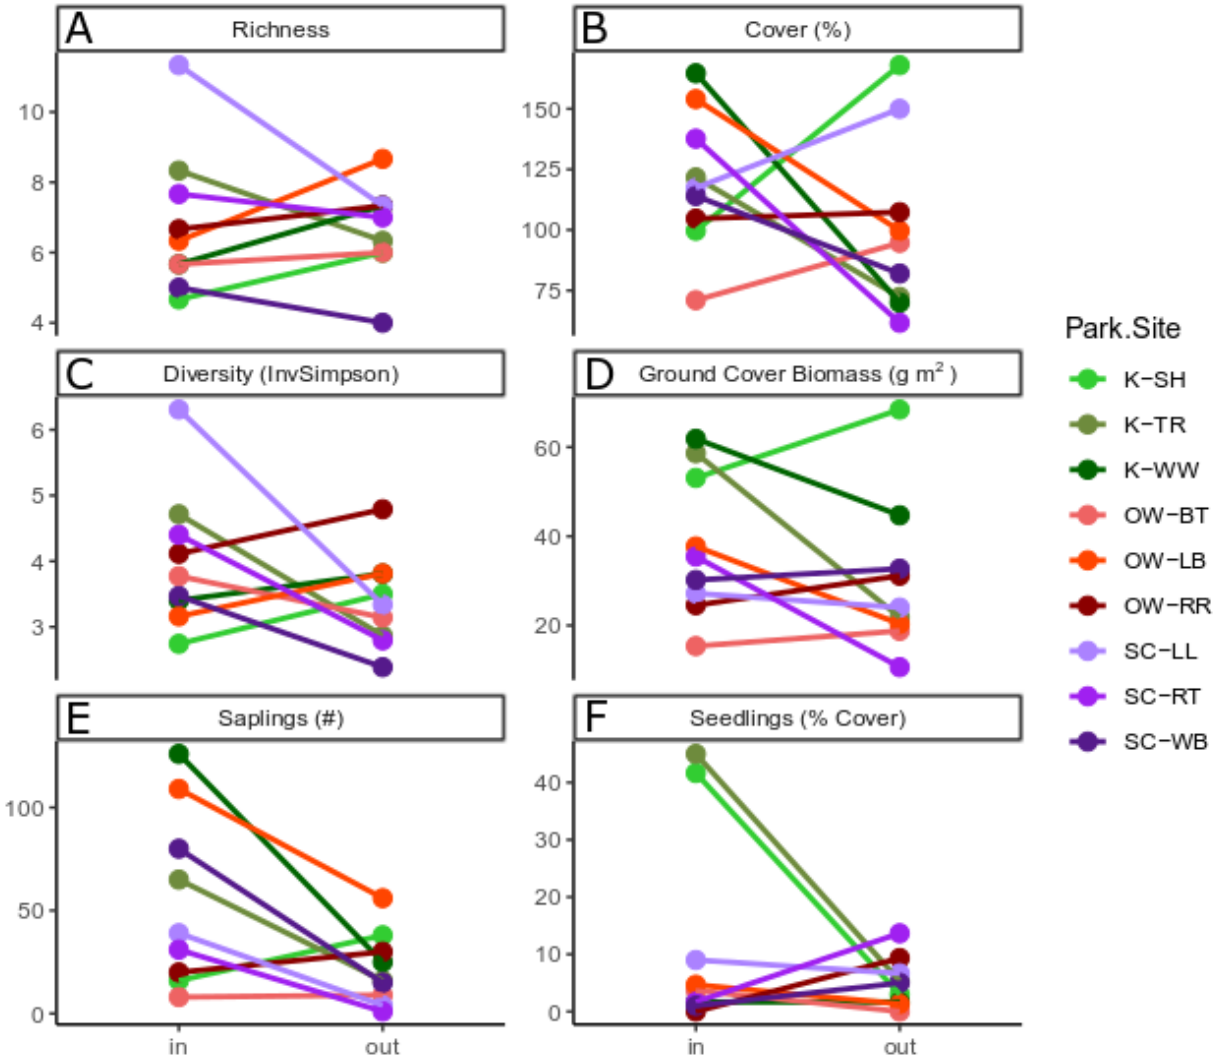 A Richness
10
8
6
4
B Cover (%)
150
125
100
75
C Diversity (InvSimpson)
6
5
4
3
D Ground Cover Biomass (g m² )
60
40
20
E Saplings (#)
100
50
0
in out
F Seedlings (% Cover)
40
30
20
10
0
in out
Park.Site
K−SH
K−TR
K−WW
OW−BT
OW−LB
OW−RR
SC−LL
SC−RT
SC−WB